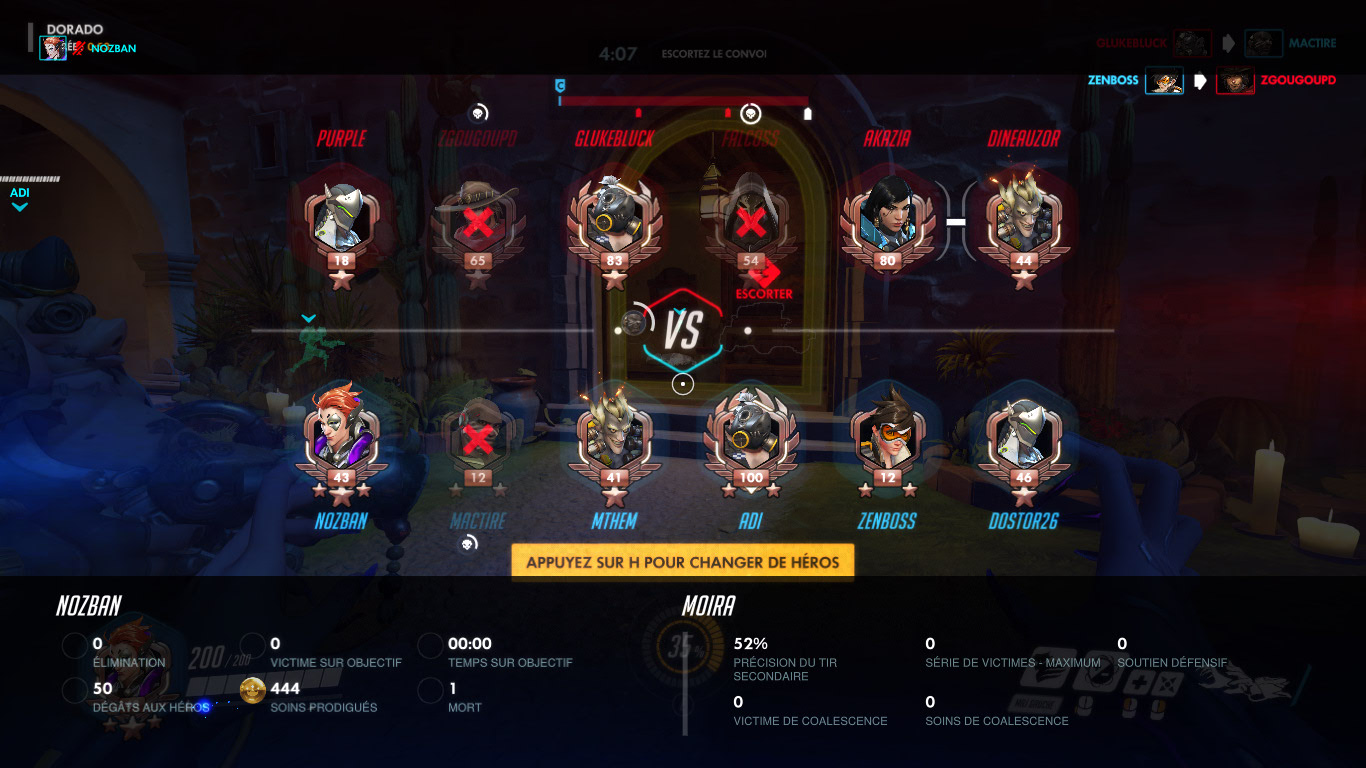 DORADO
NOZBAN
4:07
ESCORTEZ LE CONVOI
GLUKEBLUCK
MACTIRE
ZENBOSS
ZGOUGOUPD
C
PURPLE
ZGOUGOUPD
GLUKEBLUCK
FALCOSS
AKAZIA
DINEAUZOR
ADI
18
65
83
54
80
44
ESCORTER
VS
43
12
41
100
12
46
NOZBAN
MACTIRE
MTHEM
ADI
ZENBOSS
DOSTOR26
APPUYEZ SUR H POUR CHANGER DE HÉROS
NOZBAN
MOIRA
0
ÉLIMINATION
0
VICTIME SUR OBJECTIF
00:00
TEMPS SUR OBJECTIF
200/200
35%
52%
PRÉCISION DU TIR
SECONDAIRE
0
SÉRIE DE VICTIMES - MAXIMUM
0
SOUTIEN DÉFENSIF
50
DÉGÂTS AUX HÉROS
444
SOINS PRODIGUÉS
1
MORT
0
VICTIME DE COALESCENCE
0
SOINS DE COALESCENCE